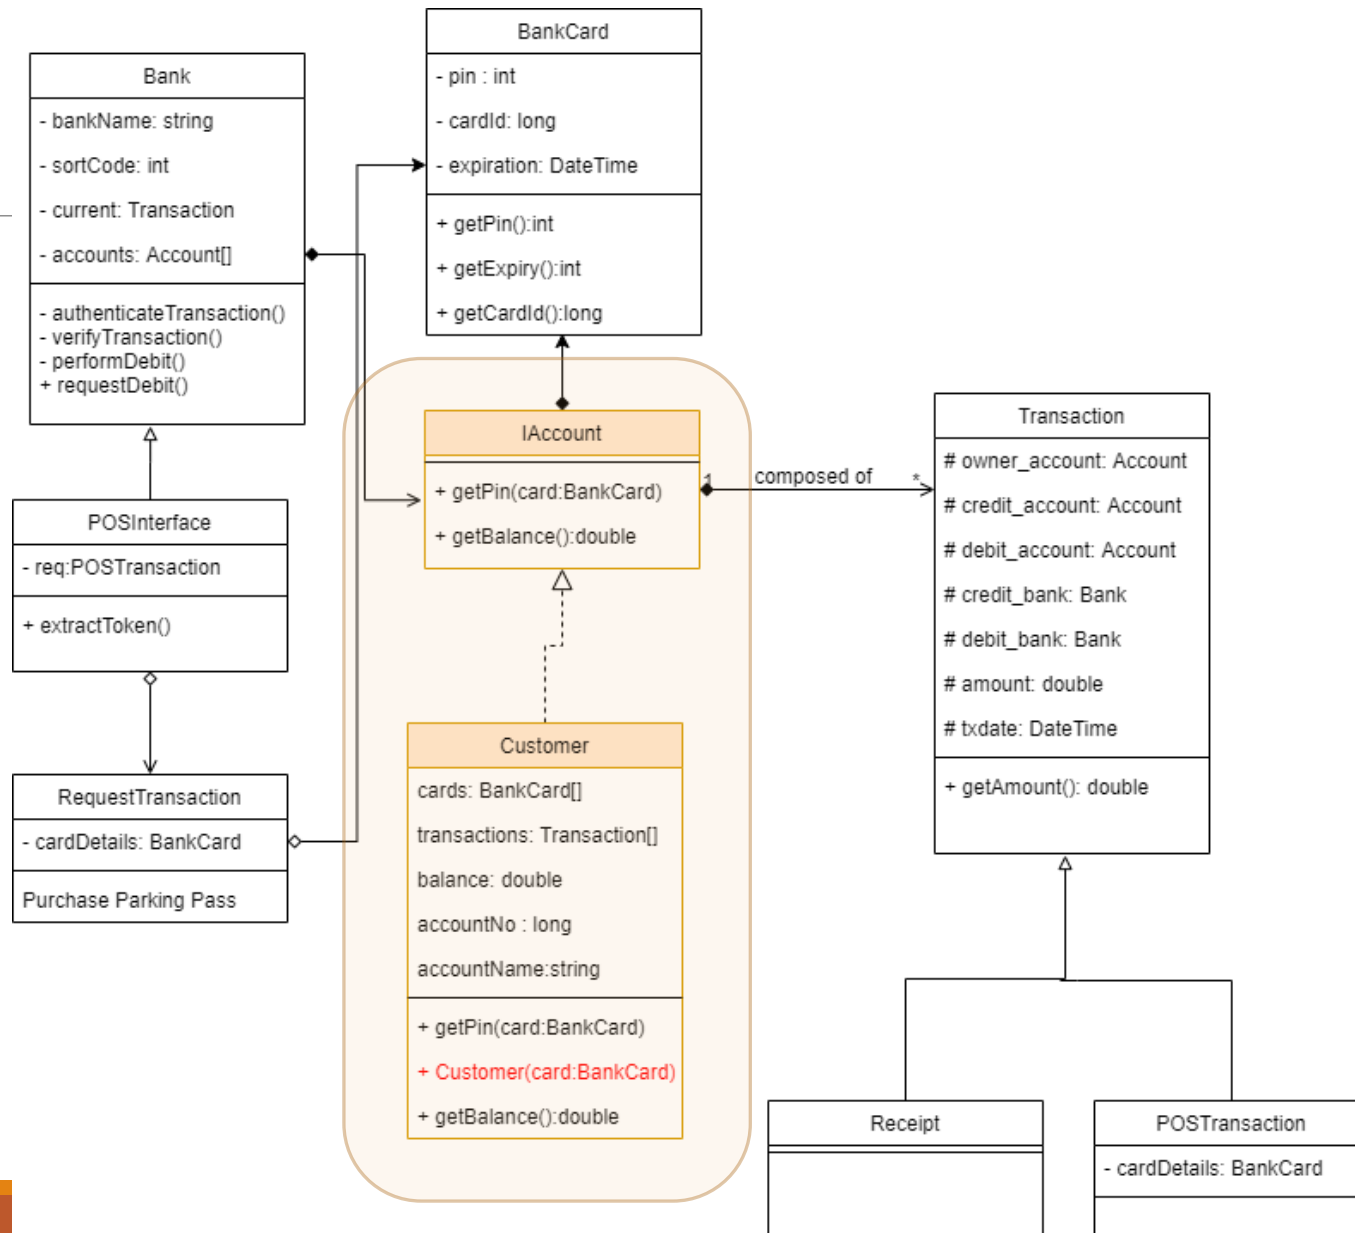 BankCard
- pin : int
- cardId: long
- expiration: DateTime
+ getPin():int
+ getExpiry():int
+ getCardId():long
Bank
- bankName: string
- sortCode: int
- current: Transaction
- accounts: Account[]
- authenticateTransaction()
- verifyTransaction()
- performDebit()
+ requestDebit()
IAccount
+ getPin(card:BankCard)
+ getBalance():double
1
composed of
*
Transaction
# owner_account: Account
# credit_account: Account
# debit_account: Account
# credit_bank: Bank
# debit_bank: Bank
# amount: double
# txdate: DateTime
+ getAmount(): double
POSInterface
- req:POSTransaction
+ extractToken()
RequestTransaction
- cardDetails: BankCard
Purchase Parking Pass
Customer
cards: BankCard[]
transactions: Transaction[]
balance: double
accountNo : long
accountName:string
+ getPin(card:BankCard)
+ Customer(card:BankCard)
+ getBalance():double
Receipt
POSTransaction
- cardDetails: BankCard